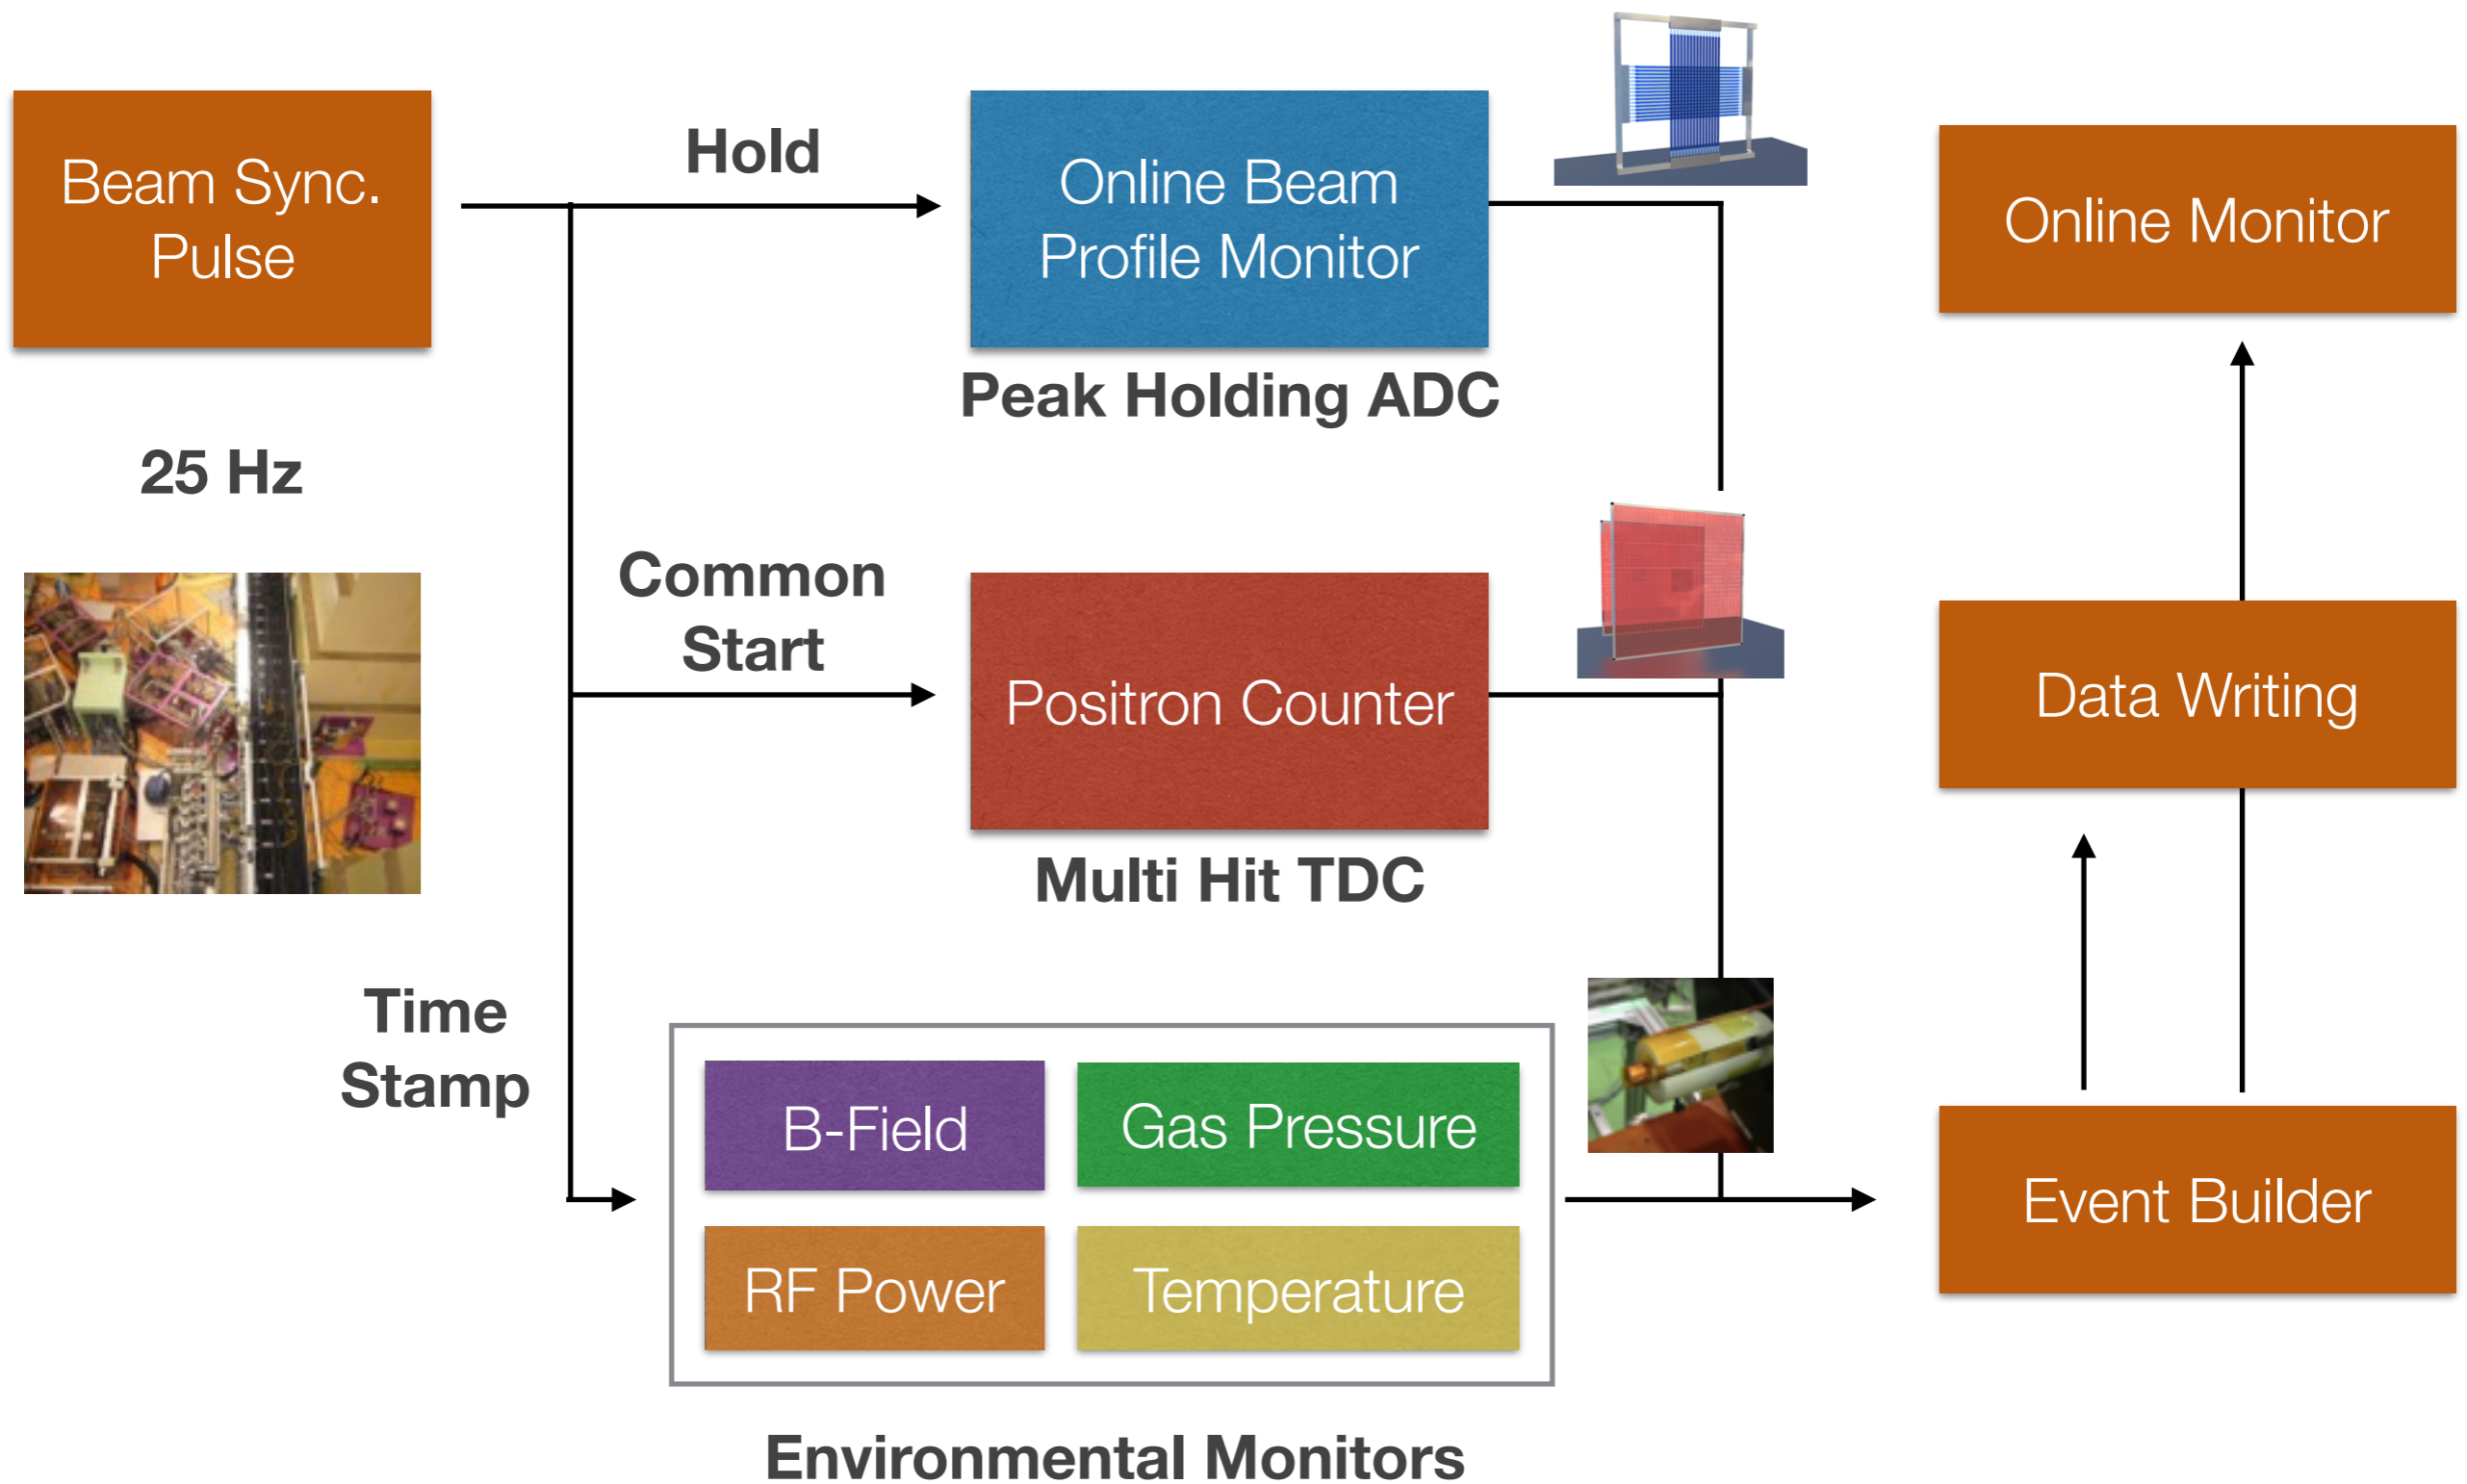 Beam Sync.
Pulse
25 Hz
Hold
Online Beam
Profile Monitor
Peak Holding ADC
Common
Start
Positron Counter
Multi Hit TDC
Time
Stamp
B-Field
Gas Pressure
RF Power
Temperature
Environmental Monitors
Online Monitor
Data Writing
Event Builder